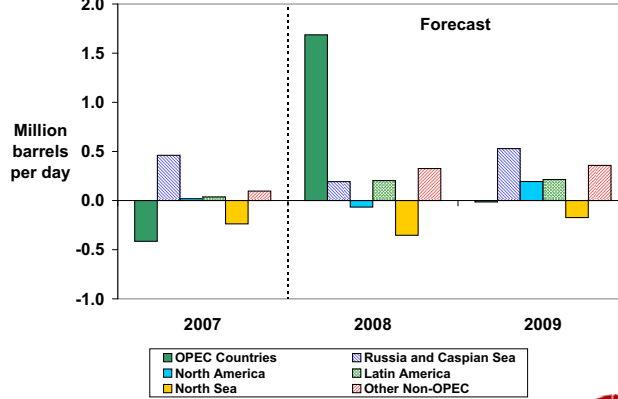 2.0
Forecast
1.5
1.0
Million
barrels
per day
0.5
0.0
-0.5
-1.0
2007 2008 2009
OPEC Countries Russia and Caspian Sea
North America Latin America
North Sea Other Non-OPEC